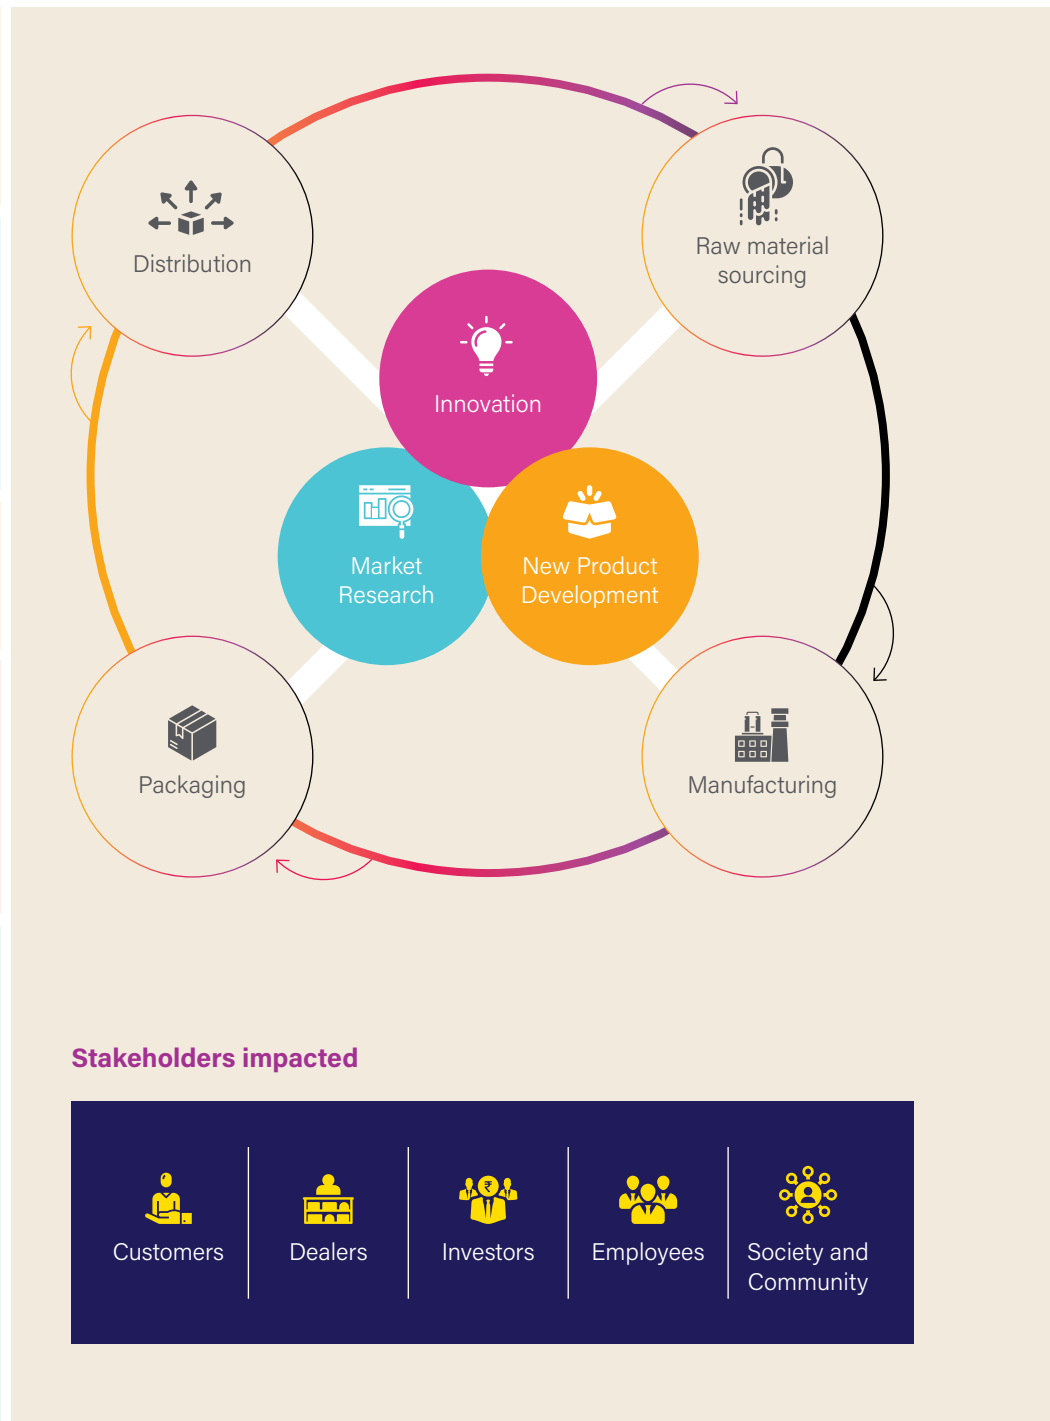 Distribution
Raw material
sourcing
Innovation
Market
Research
New Product
Development
Packaging
Manufacturing
Stakeholders impacted
Customers
Dealers
₹
Investors
Employees
Society and
Community